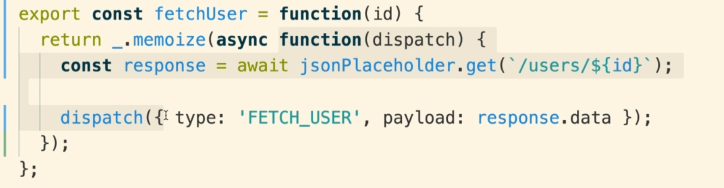 export const fetchUser = function(id) {
return _.memoize(async function(dispatch) {
const response = await jsonPlaceholder.get(`/users/${id}`);
dispatch({ type: 'FETCH_USER', payload: response.data });
});
};